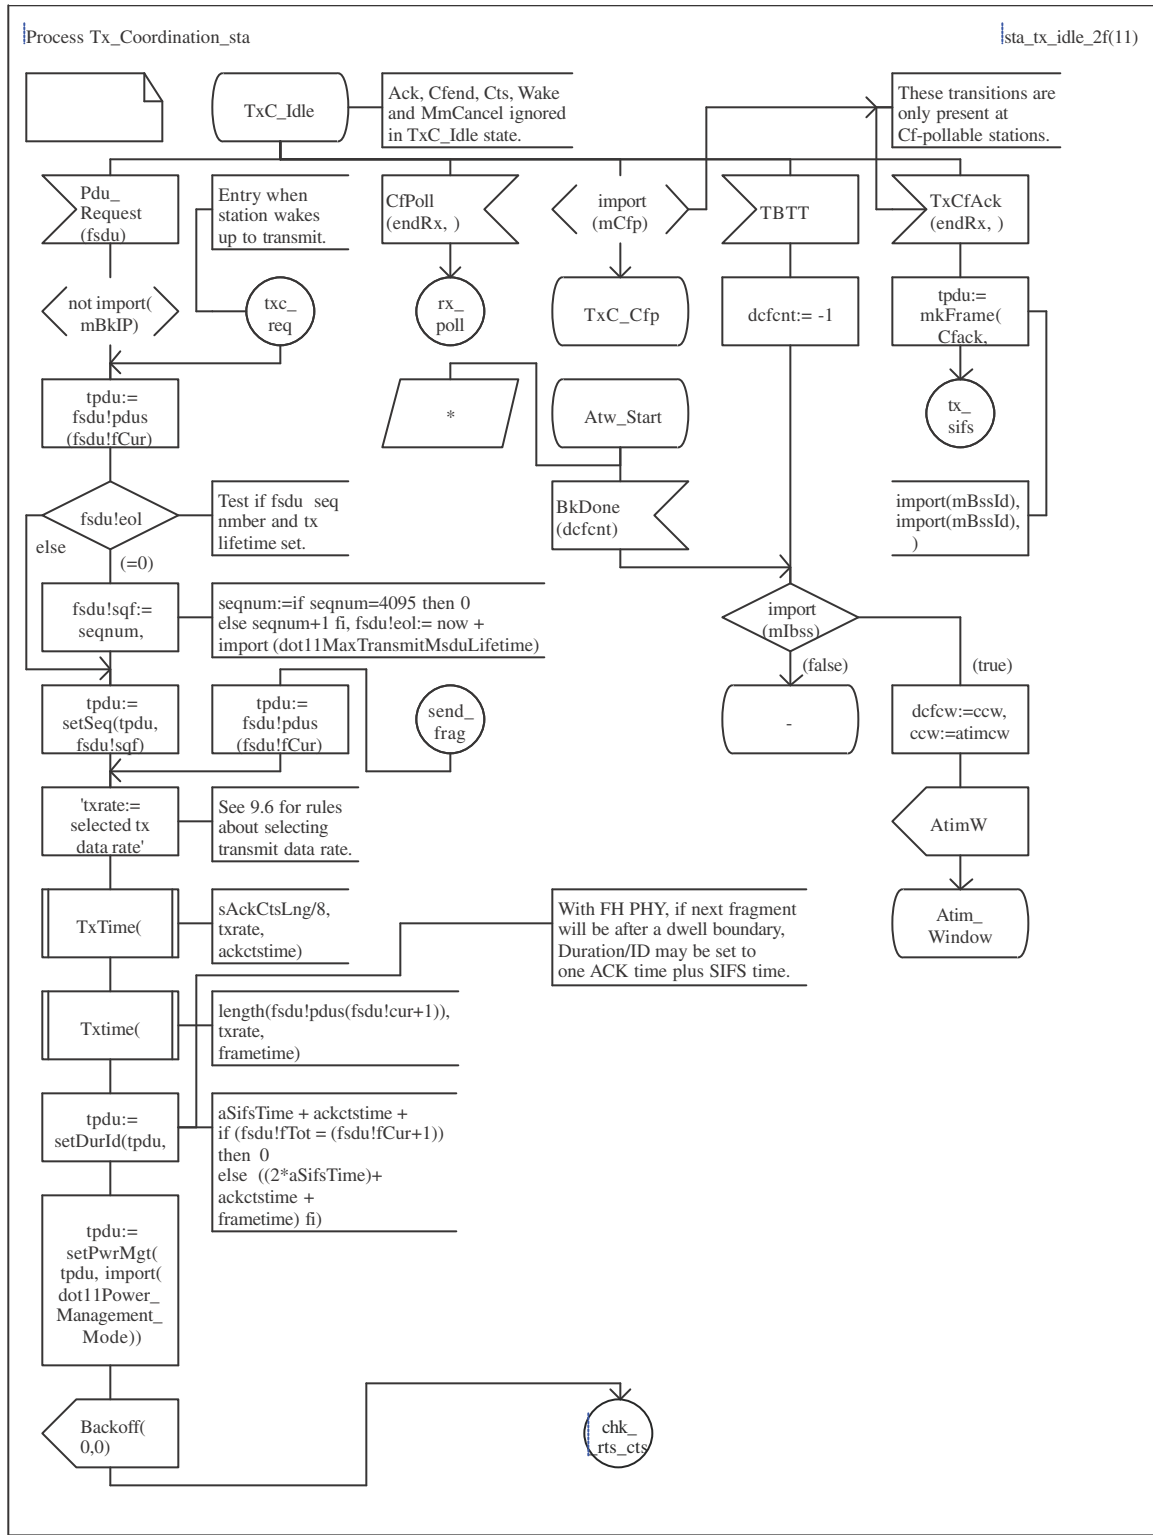 Process Tx_Coordination_sta
sta_tx_idle_2f(11)
TxC_Idle
Ack, Cfend, Cts, Wake
and MmCancel ignored
in TxC_Idle state.
These transitions are
only present at
Cf-pollable stations.
Pdu_
Request
(fsdu)
Entry when
station wakes
up to transmit.
CfPoll
(endRx, )
import
(mCfp)
TBTT
TxCfAck
(endRx, )
not import(
mBkIP)
txc_
req
rx_
poll
TxC_Cfp
dcfcnt:= -1
tpdu:=
mkFrame(
Cfack,
tpdu:=
fsdu!pdus
(fsdu!fCur)
*
Atw_Start
tx_
sifs
fsdu!eol
else
(=0)
Test if fsdu seq
nmber and tx
lifetime set.
BkDone
(dcfcnt)
import(mBssId),
import(mBssId),
)
fsdu!sqf:=
seqnum,
seqnum:=if seqnum=4095 then 0
else seqnum+1 fi, fsdu!eol:= now +
import (dot11MaxTransmitMsduLifetime)
import
(mIbss)
(false)
(true)
tpdu:=
setSeq(tpdu,
fsdu!sqf)
tpdu:=
fsdu!pdus
(fsdu!fCur)
send_
frag
-
dcfcw:=ccw,
ccw:=atimcw
'txrate:=
selected tx
data rate'
See 9.6 for rules
about selecting
transmit data rate.
AtimW
TxTime(
sAckCtsLng/8,
txrate,
ackctstime)
With FH PHY, if next fragment
will be after a dwell boundary,
Duration/ID may be set to
one ACK time plus SIFS time.
Atim_
Window
Txtime(
length(fsdu!pdus(fsdu!cur+1)),
txrate,
frametime)
tpdu:=
setDurId(tpdu,
aSifsTime + ackctstime +
if (fsdu!fTot = (fsdu!fCur+1))
then 0
else ((2*aSifsTime)+
ackctstime +
frametime) fi)
tpdu:=
setPwrMgt(
tpdu, import(
dot11Power_
Management_
Mode))
Backoff(
0,0)
chk_
_rts_cts